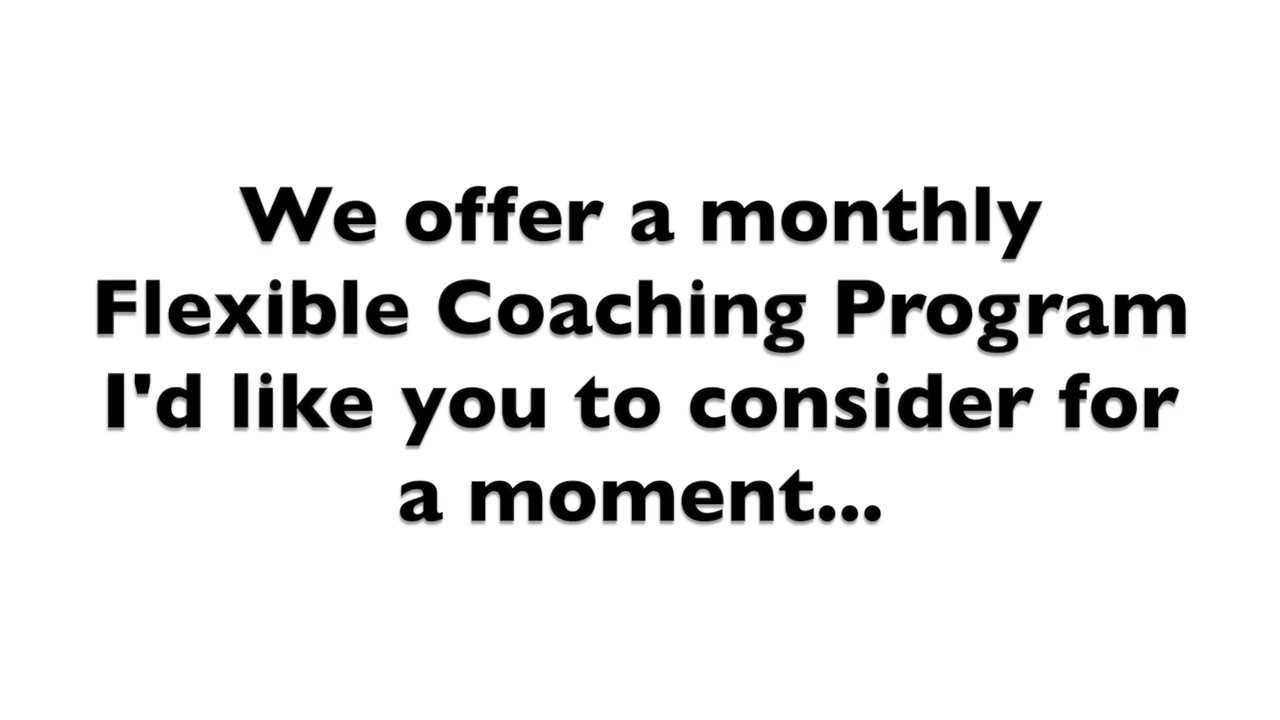 We offer a monthly
Flexible Coaching Program
I'd like you to consider for
a moment...